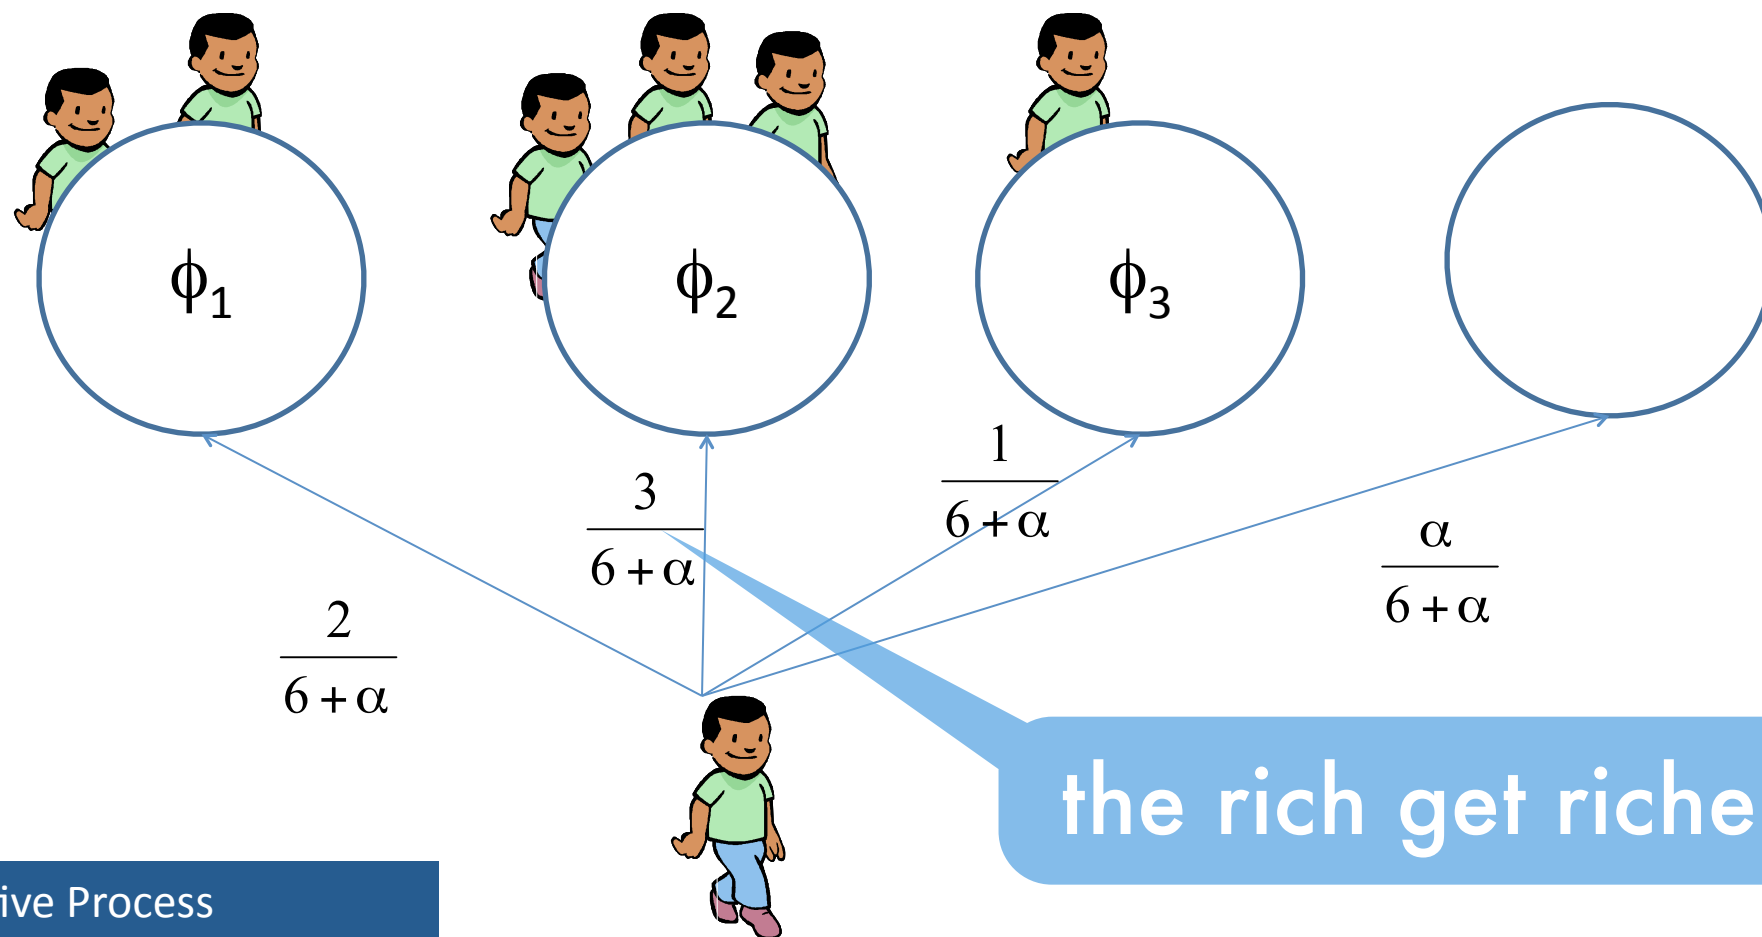 ϕ1 ϕ2 ϕ3
1/(6 + α)
3/(6 + α)
α/(6 + α)
2/(6 + α)
the rich get riche
ive Process